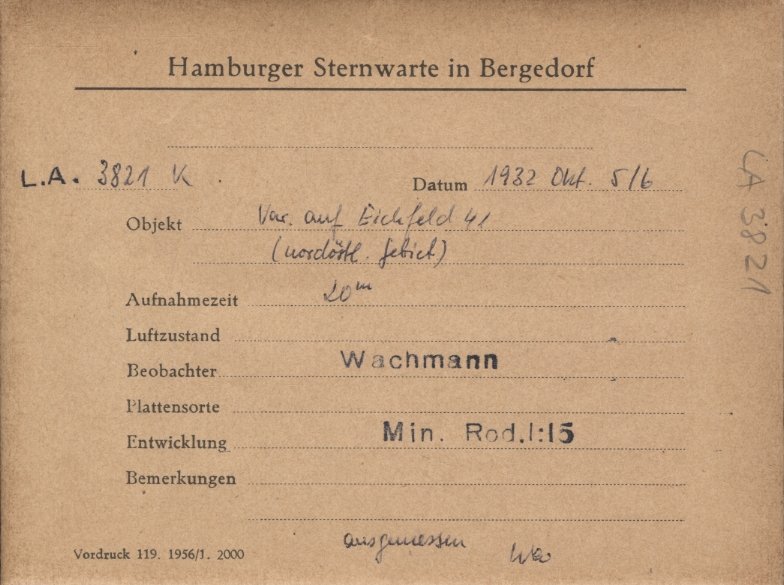 Hamburger Sternwarte in Bergedorf
L.A. 3821 K Datum 1932 Okt. 5/6
Objekt Var. auf Eichfeld 41
(nordöstl. Gebiet)
Aufnahmezeit 20m
Luftzustand
Beobachter Wachmann
Plattensorte
Entwicklung Min. Rod. 1:15
Bemerkungen
ausgemessen
Vordruck 119. 1956/1. 2000
LA 3821